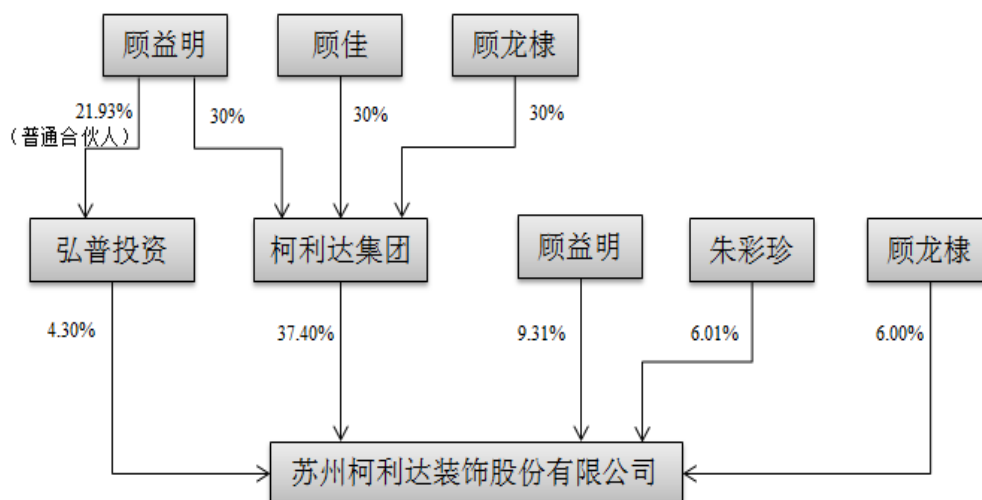 顾益明
顾佳
顾龙棣
21.93%
（普通合伙人）
30%
30%
30%
弘普投资
柯利达集团
顾益明
朱彩珍
顾龙棣
4.30%
37.40%
9.31%
6.01%
6.00%
苏州柯利达装饰股份有限公司